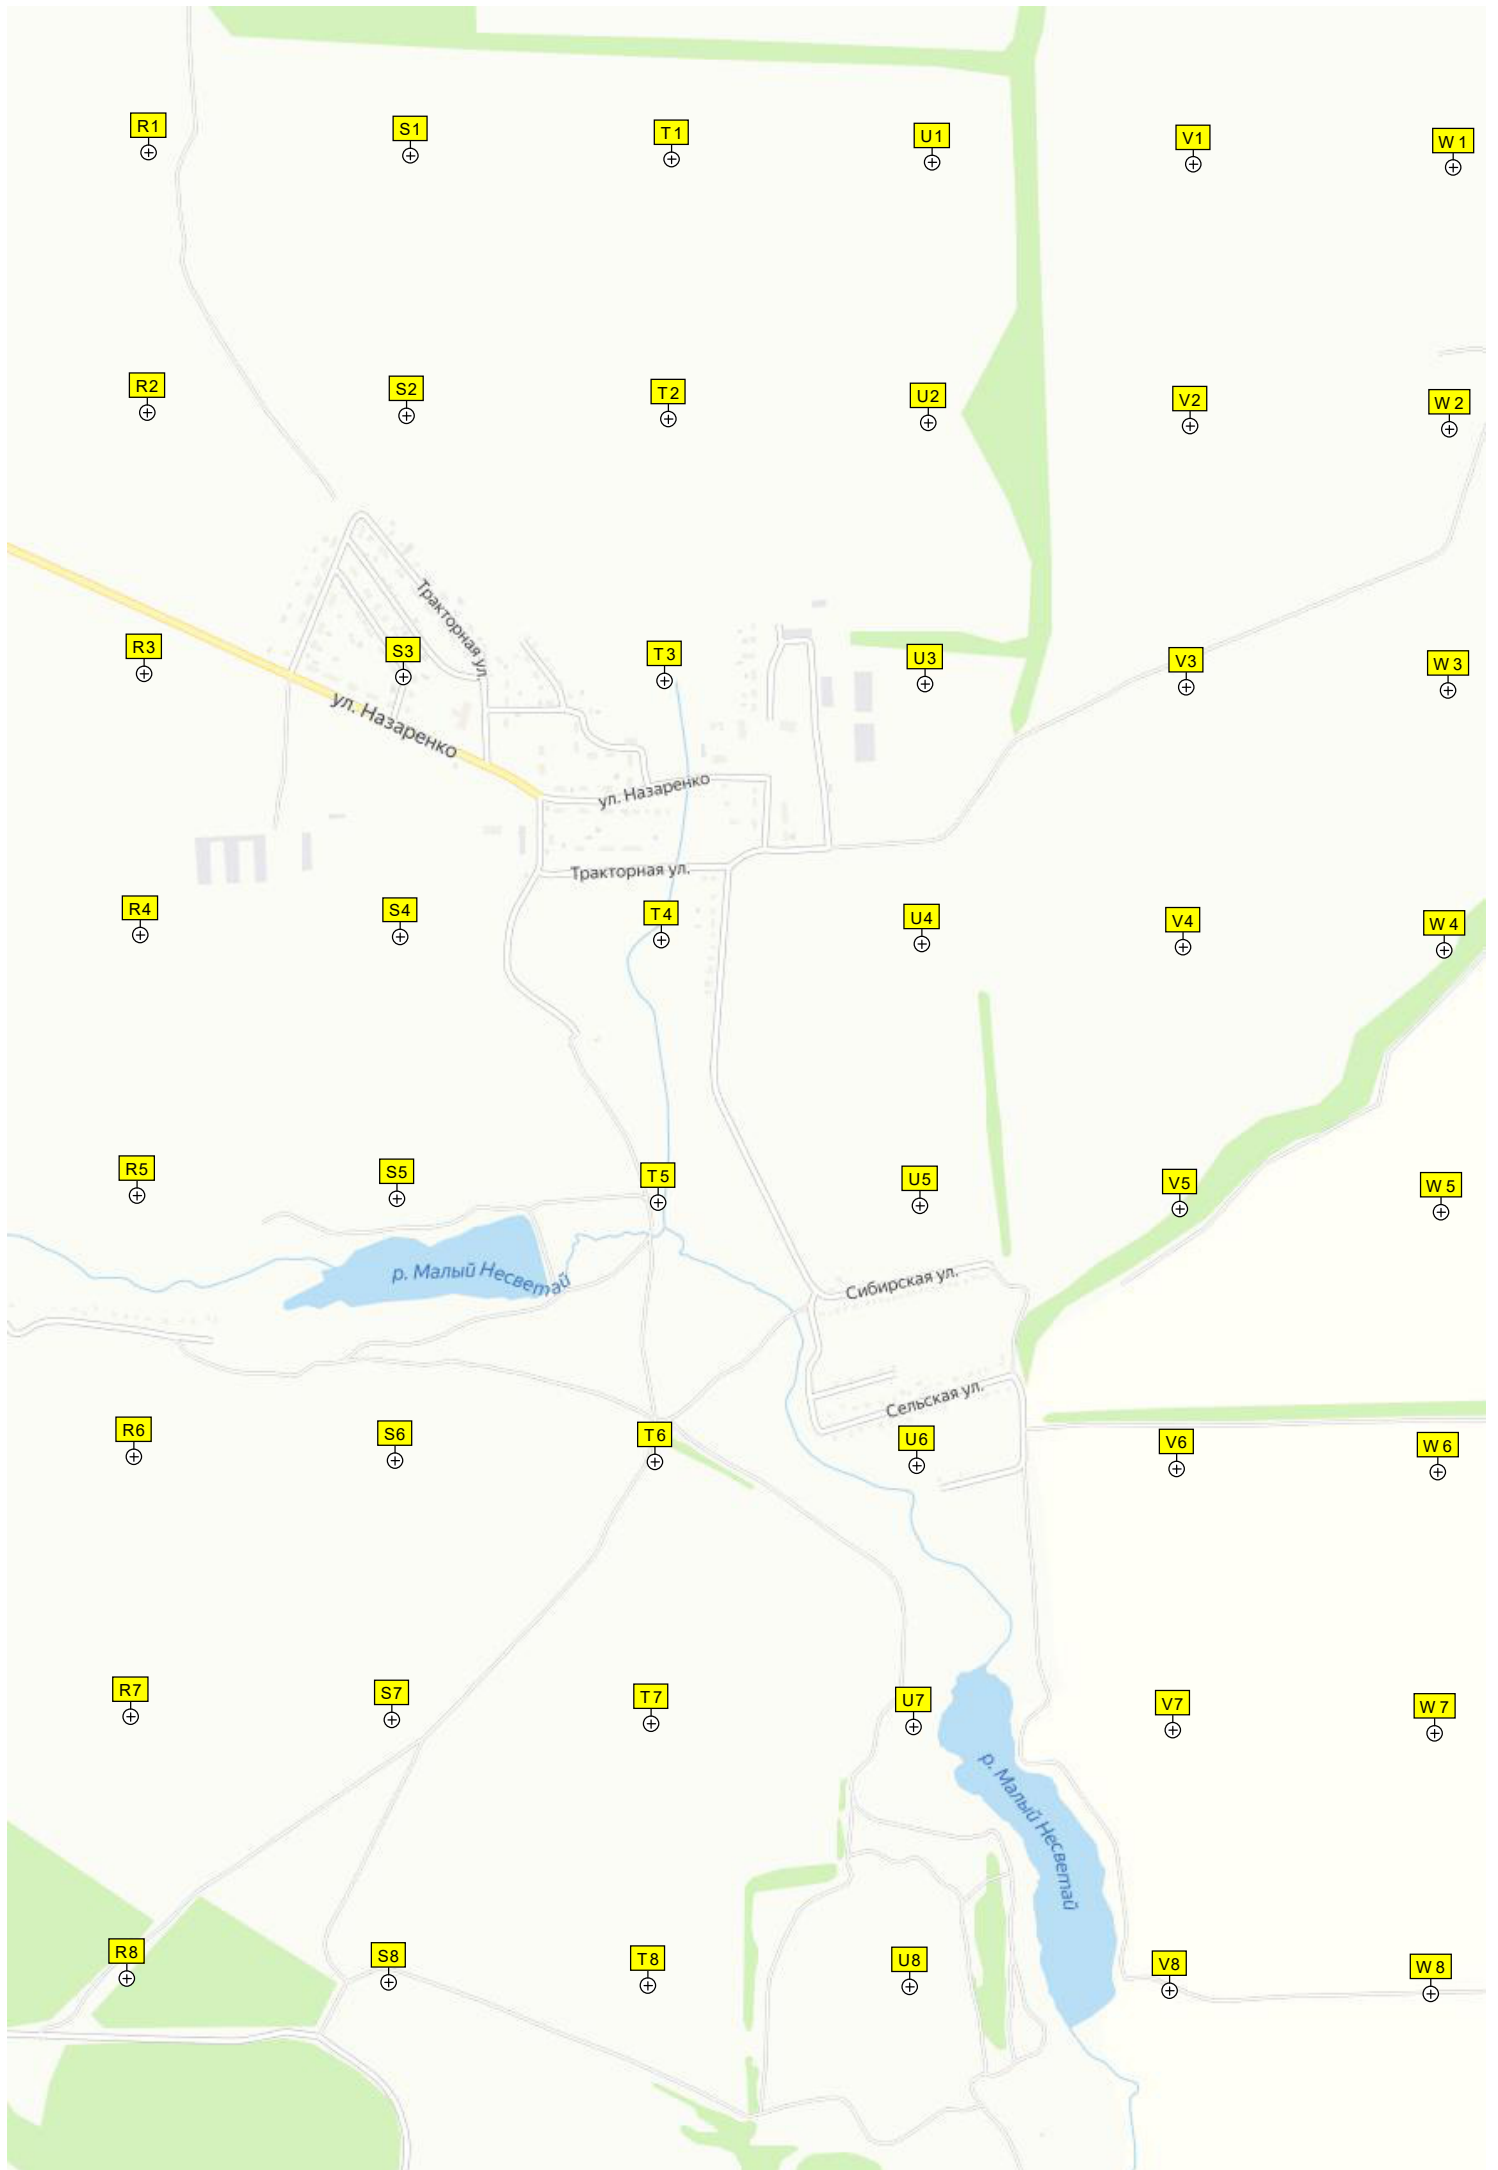 R1
S1
T1
U1
V1
W1
R2
S2
T2
U2
V2
W2
Тракторная ул.
R3
S3
T3
U3
V3
W3
ул. Назаренко
ул. Назаренко
Тракторная ул.
R4
S4
T4
U4
V4
W4
R5
S5
T5
U5
V5
W5
р. Малый Несветай
Сибирская ул.
Сельская ул.
R6
S6
T6
U6
V6
W6
R7
S7
T7
U7
V7
W7
р. Малый Несветай
R8
S8
T8
U8
V8
W8